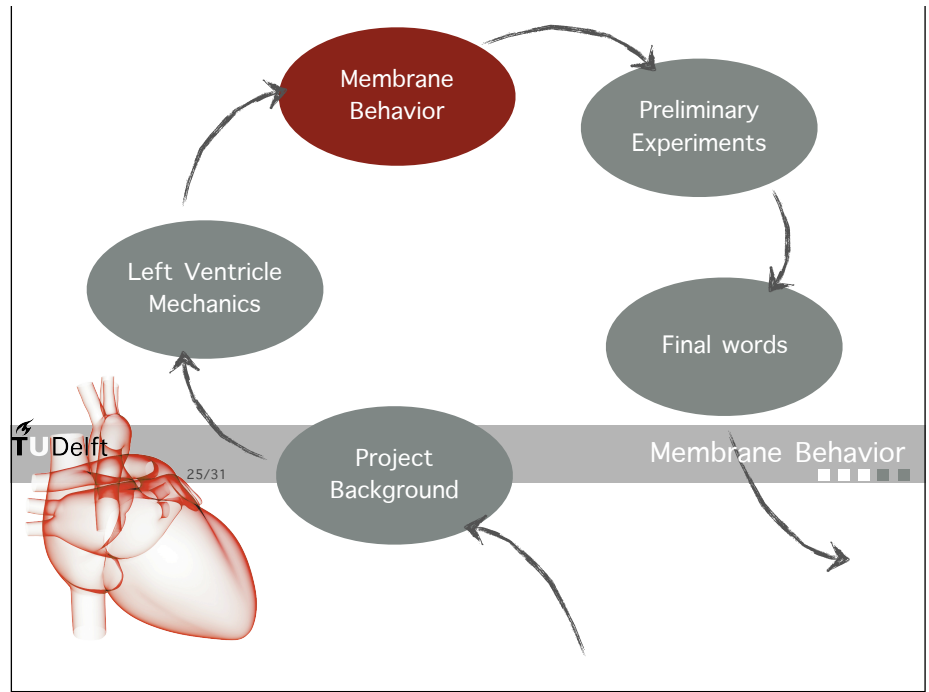 Membrane
Behavior
Preliminary
Experiments
Left Ventricle
Mechanics
Final words
TUDelft
25/31
Project
Background
Membrane Behavior